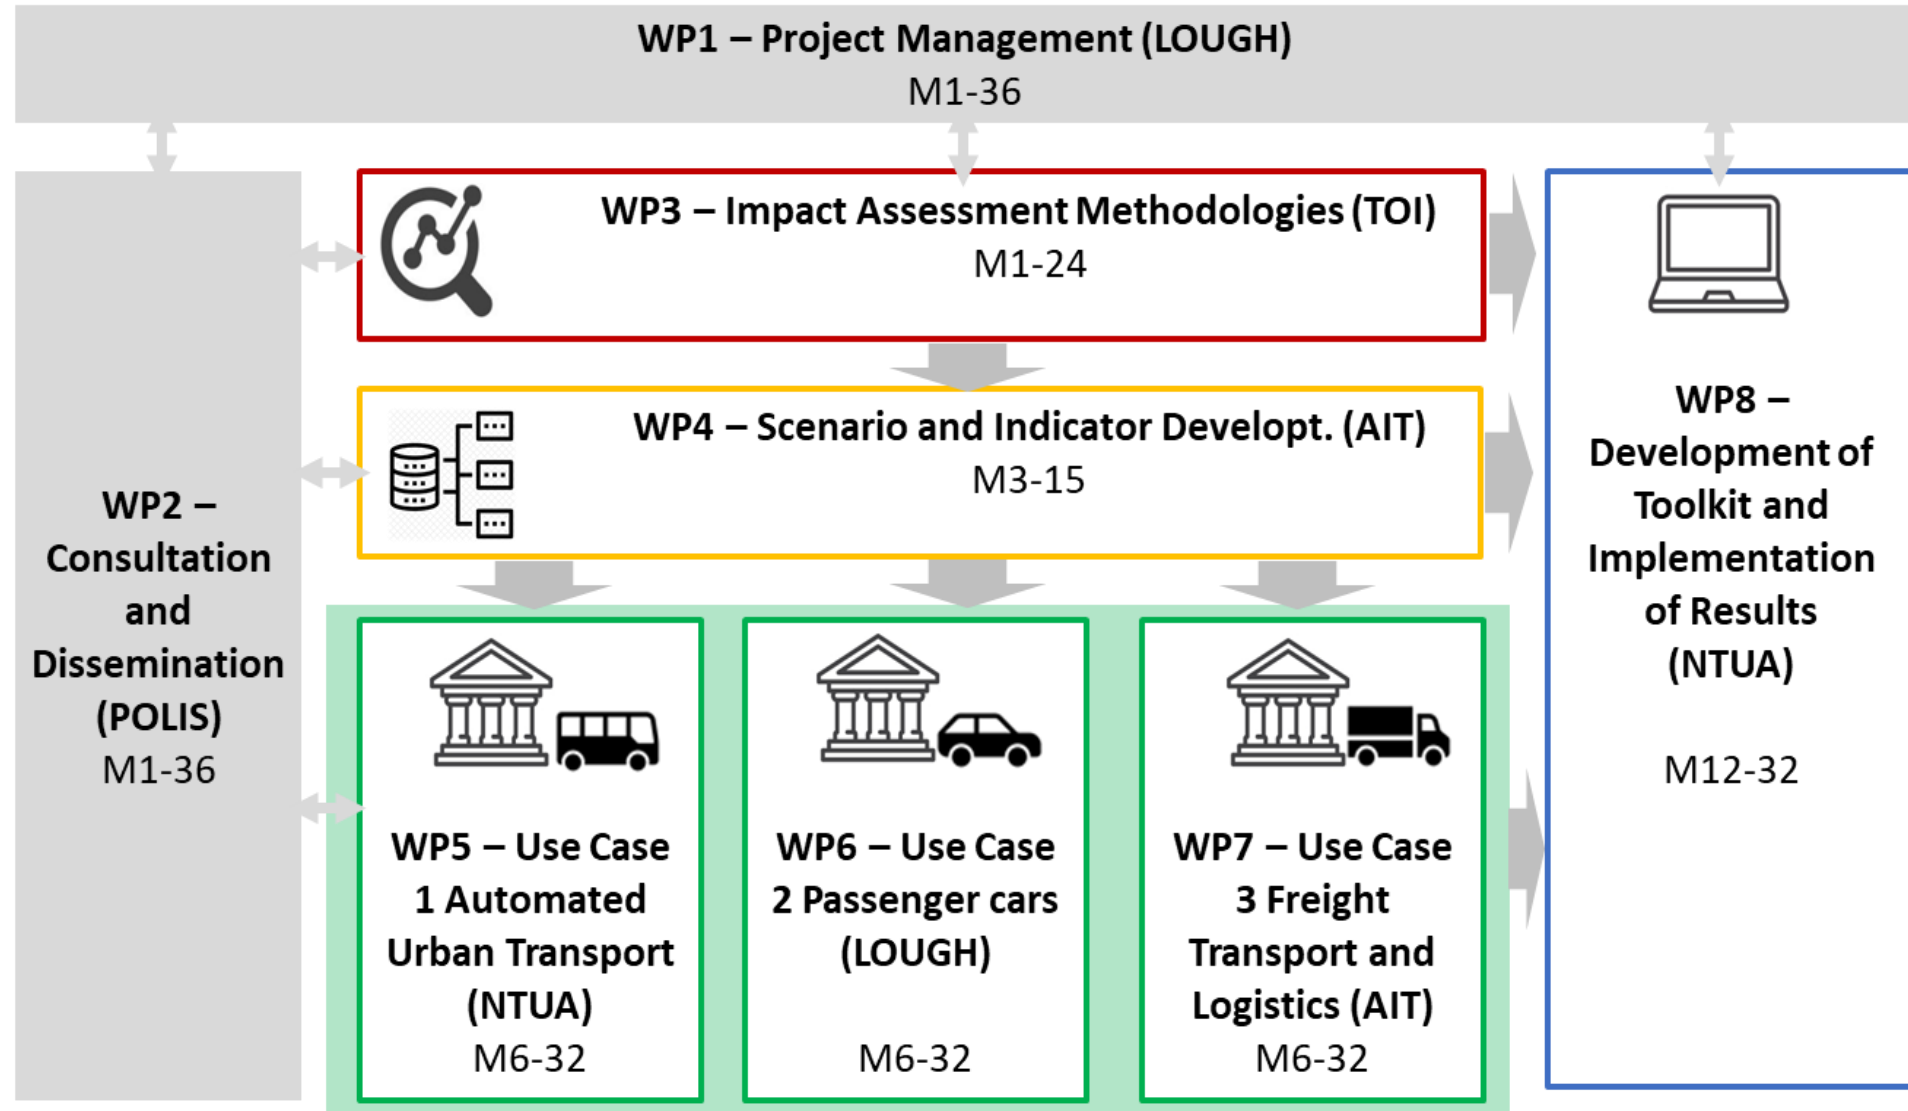 WP1 – Project Management (LOUGH)
M1-36
WP2 –
Consultation
and
Dissemination
(POLIS)
M1-36
WP3 – Impact Assessment Methodologies (TOI)
M1-24
WP4 – Scenario and Indicator Developt. (AIT)
M3-15
WP5 – Use Case
1 Automated
Urban Transport
(NTUA)
M6-32
WP6 – Use Case
2 Passenger cars
(LOUGH)
M6-32
WP7 – Use Case
3 Freight
Transport and
Logistics (AIT)
M6-32
WP8 –
Development of
Toolkit and
Implementation
of Results
(NTUA)
M12-32